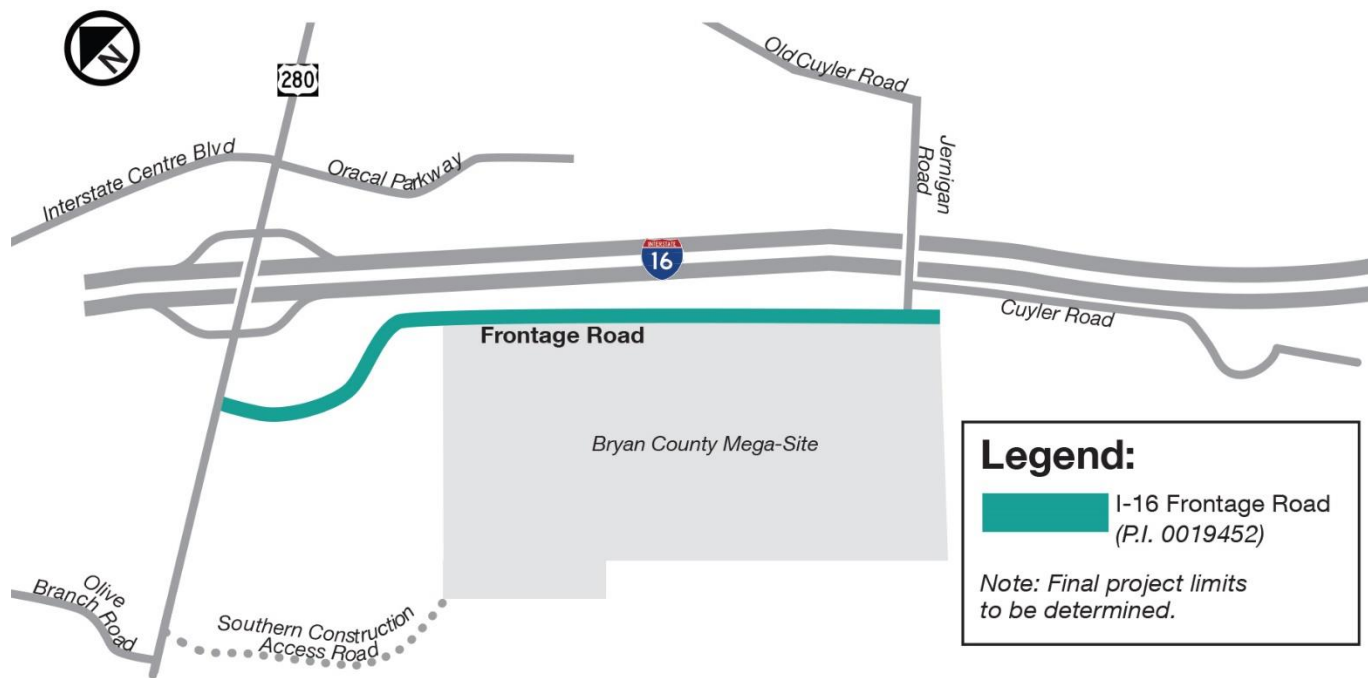 N
280
Old Cuyler Road
Interstate Centre Blvd
Oracal Parkway
Jernigan
Road
INTERSTATE
16
Cuyler Road
Frontage Road
Bryan County Mega-Site
Legend:
I-16 Frontage Road
(P.I. 0019452)
Note: Final project limits
to be determined.
Olive
Branch Road
Southern Construction
Access Road